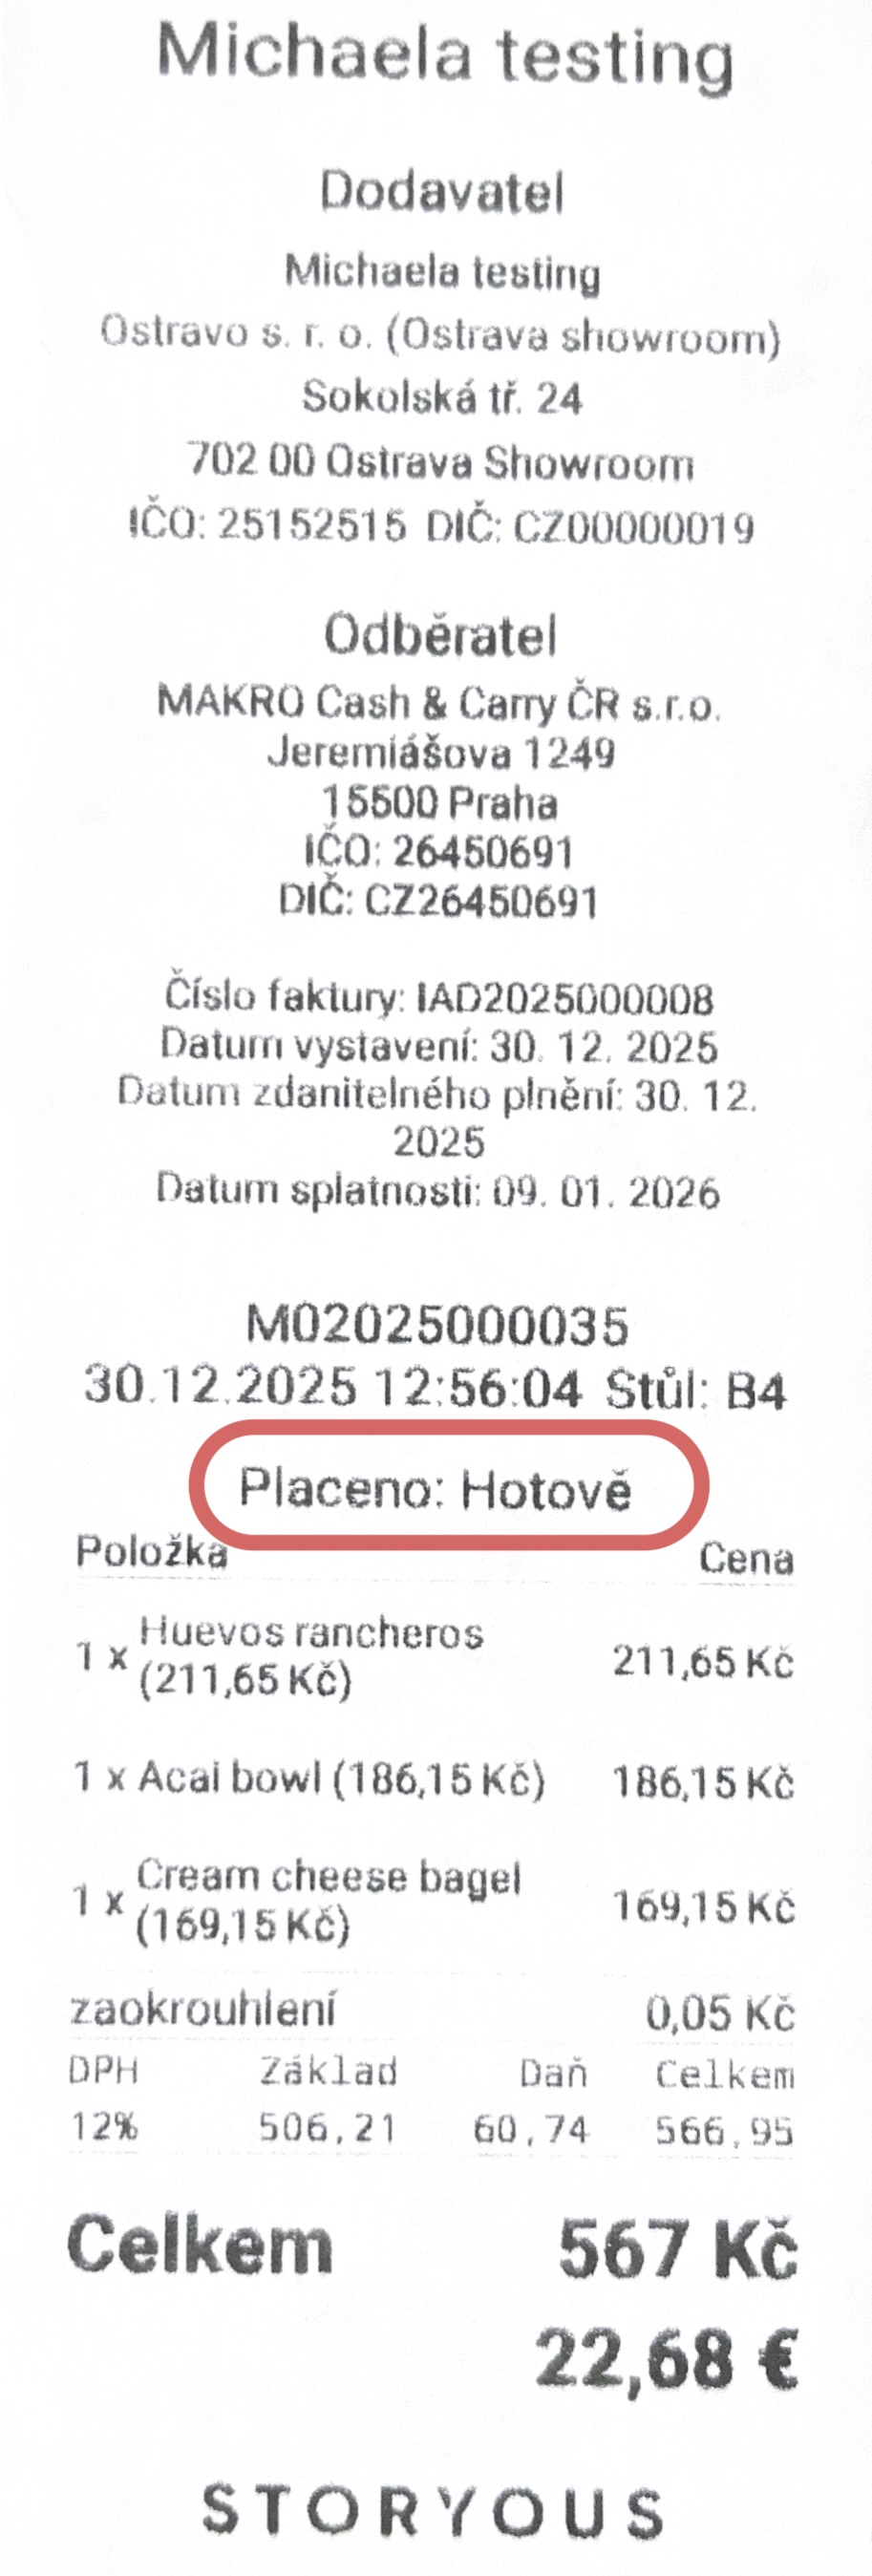 Michaela testing
Dodavatel
Michaela testing
Ostravo s. r. o. (Ostrava showroom)
Sokolská tř. 24
702 00 Ostrava Showroom
IČO: 25152515 DIČ: CZ00000019
Odběratel
MAKRO Cash & Carry ČR s.r.o.
Jeremiášova 1249
15500 Praha
IČO: 26450691
DIČ: CZ26450691
Číslo faktury: IAD2025000008
Datum vystavení: 30. 12. 2025
Datum zdanitelného plnění: 30. 12.
2025
Datum splatnosti: 09. 01. 2026
M02025000035
30.12.2025 12:56:04 Stůl: B4
Placeno: Hotově
Položka Cena
1 x Huevos rancheros
(211,65 Kč) 211,65 Kč
1 x Acai bowl (186,15 Kč) 186,15 Kč
1 x Cream cheese bagel
(169,15 Kč) 169,15 Kč
zaokrouhlení 0,05 Kč
DPH Základ Daň Celkem
12% 506,21 60,74 566,95
Celkem 567 Kč
22,68 €
STORYOUS